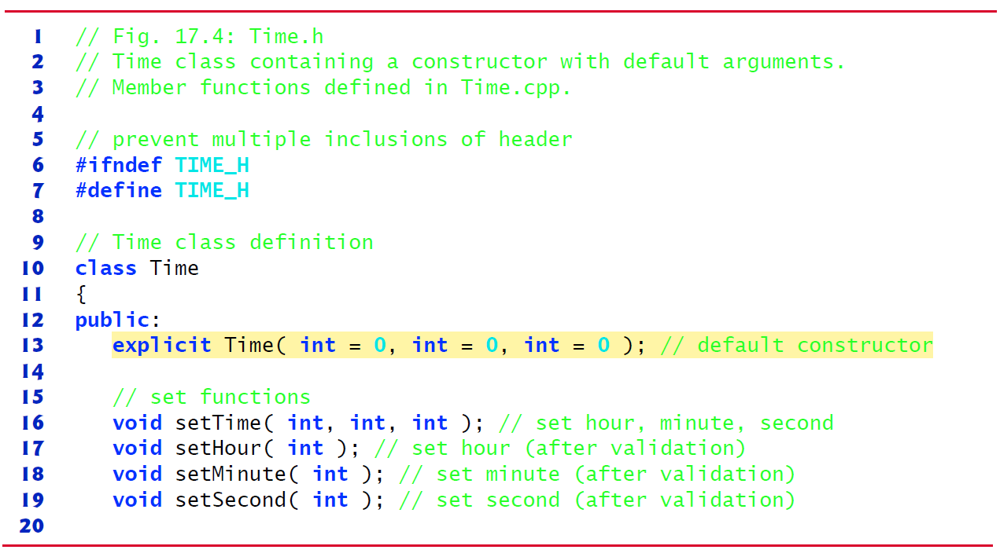 1 // Fig. 17.4: Time.h
2 // Time class containing a constructor with default arguments.
3 // Member functions defined in Time.cpp.
4
5 // prevent multiple inclusions of header
6 #ifndef TIME_H
7 #define TIME_H
8
9 // Time class definition
10 class Time
11 {
12 public:
13    explicit Time( int = 0, int = 0, int = 0 ); // default constructor
14
15    // set functions
16    void setTime( int, int, int ); // set hour, minute, second
17    void setHour( int ); // set hour (after validation)
18    void setMinute( int ); // set minute (after validation)
19    void setSecond( int ); // set second (after validation)
20